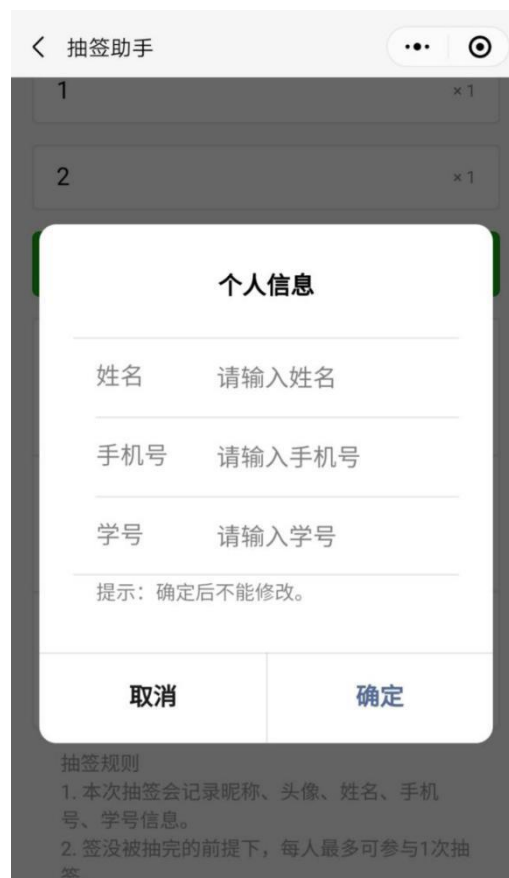 抽签助手
1 ×1
2 ×1
个人信息
姓名 请输入姓名
手机号 请输入手机号
学号 请输入学号
提示：确定后不能修改。
取消 确定
抽签规则
1. 本次抽签会记录昵称、头像、姓名、手机
号、学号信息。
2. 签没被抽完的前提下，每人最多可参与1次抽
签